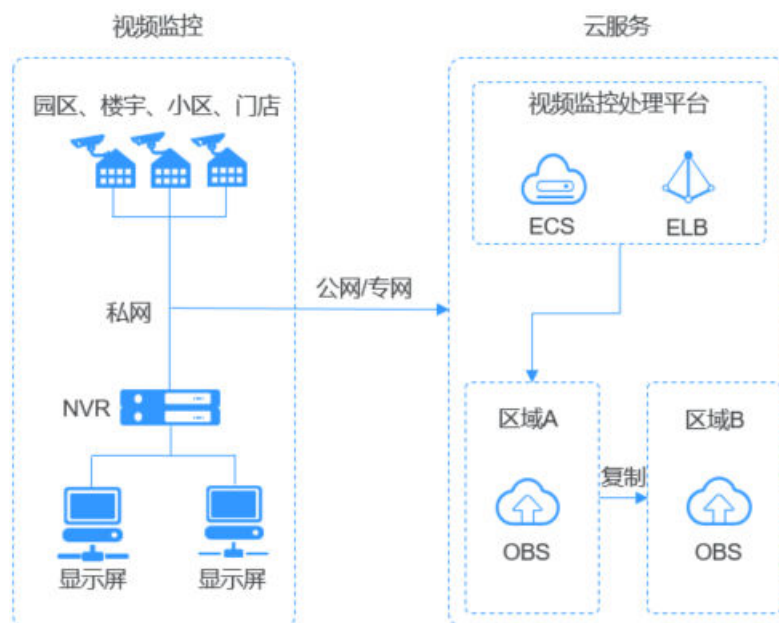 视频监控
云服务
园区、楼宇、小区、门店
视频监控处理平台
ECS
ELB
公网/专网
私网
NVR
区域A
区域B
复制
OBS
OBS
显示屏
显示屏